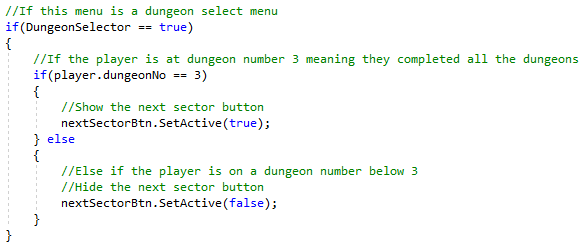 //If this menu is a dungeon select menu
if(DungeonSelector == true)
{
//If the player is at dungeon number 3 meaning they completed all the dungeons
if(player.dungeonNo == 3)
{
//Show the next sector button
nextSectorBtn.SetActive(true);
} else
{
//Else if the player is on a dungeon number below 3
//Hide the next sector button
nextSectorBtn.SetActive(false);
}
}